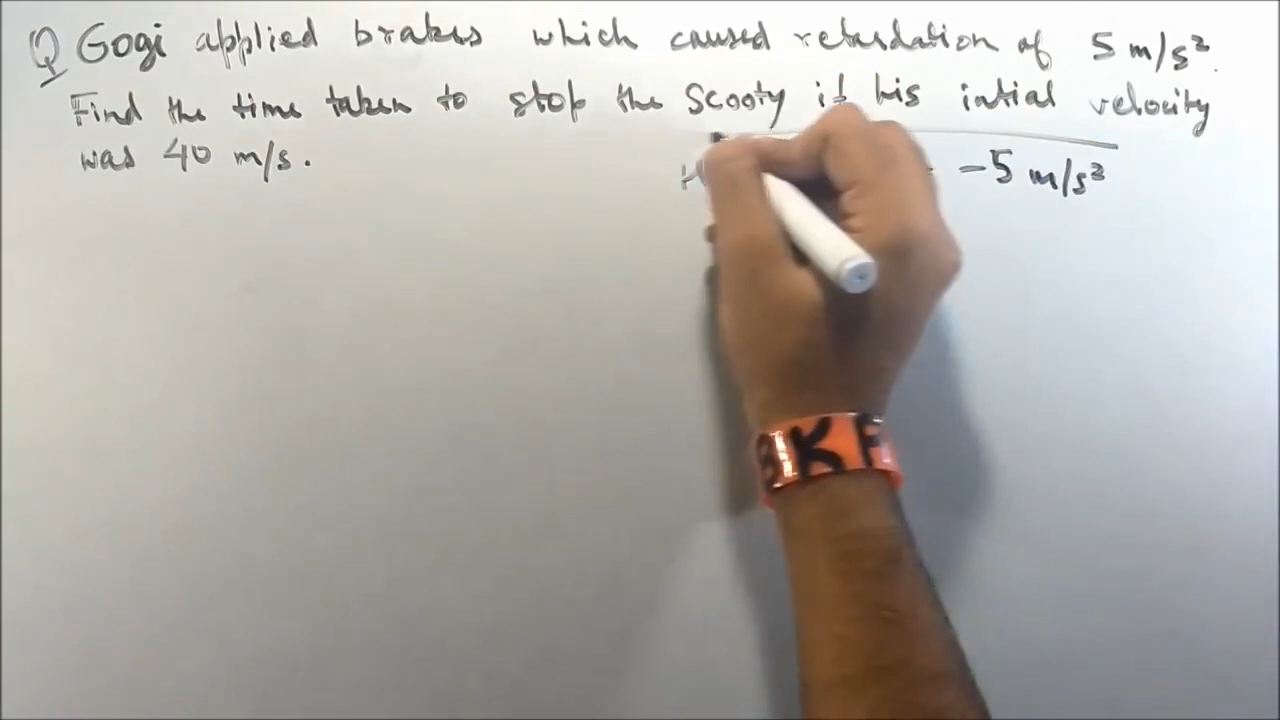 Q Gogi applied brakes which caused retardation of 5 m/s².
Find the time taken to stop the Scooty if his intial velocity
was 40 m/s.
-5 m/s²
BKP